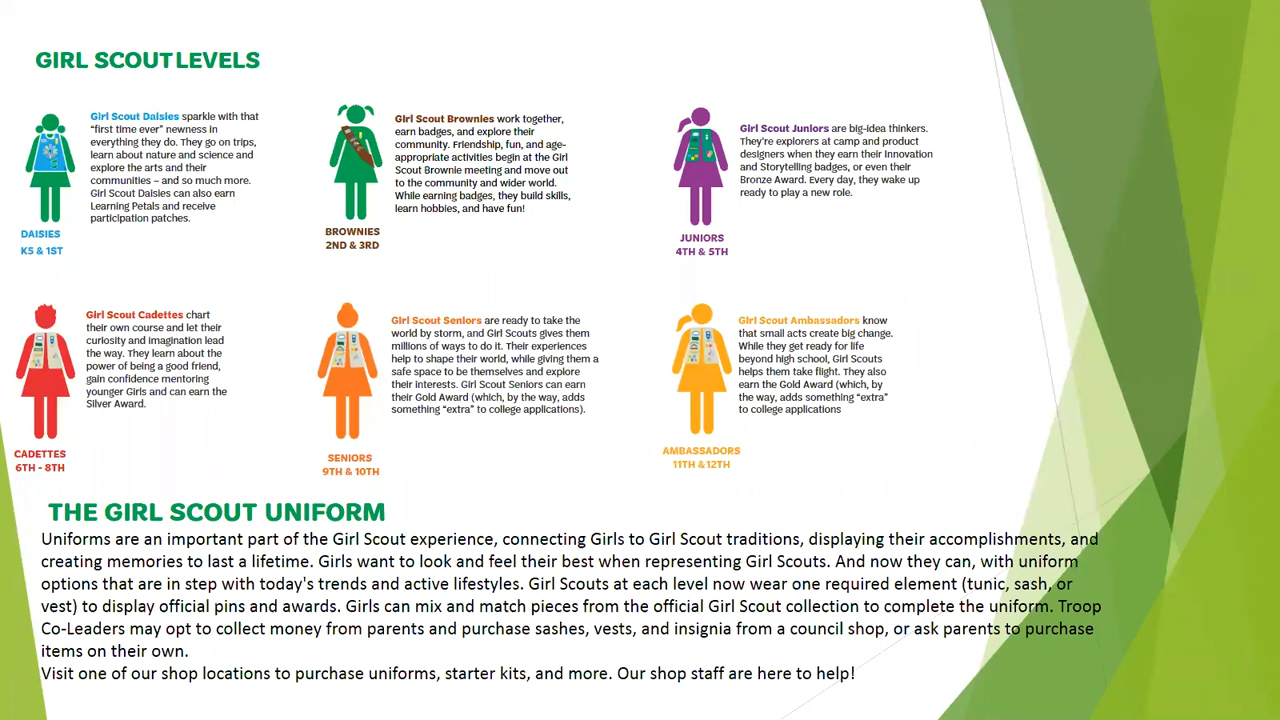 GIRL SCOUT LEVELS
Girl Scout Daisies sparkle with that
"first time ever" newness in
everything they do. They go on trips,
learn about nature and science and
explore the arts and their
communities – and so much more.
Girl Scout Daisies can also earn
Learning Petals and receive
participation patches.
DAISIES
K5 & 1ST
Girl Scout Brownies work together,
earn badges, and explore their
community. Friendship, fun, and age-
appropriate activities begin at the Girl
Scout Brownie meeting and move out
to the community and wider world.
While earning badges, they build skills,
learn hobbies, and have fun!
BROWNIES
2ND & 3RD
Girl Scout Juniors are big-idea thinkers.
They're explorers at camp and product
designers when they earn their Innovation
and Storytelling badges, or even their
Bronze Award. Every day, they wake up
ready to play a new role.
JUNIORS
4TH & 5TH
Girl Scout Cadettes chart
their own course and let their
curiosity and imagination lead
the way. They learn about the
power of being a good friend,
gain confidence mentoring
younger Girls and can earn the
Silver Award.
CADETTES
6TH - 8TH
Girl Scout Seniors are ready to take the
world by storm, and Girl Scouts gives them
millions of ways to do it. Their experiences
help to shape their world, while giving them a
safe space to be themselves and explore
their interests. Girl Scout Seniors can earn
their Gold Award (which, by the way, adds
something "extra" to college applications).
SENIORS
9TH & 10TH
Girl Scout Ambassadors know
that small acts create big change.
While they get ready for life
beyond high school, Girl Scouts
helps them take flight. They also
earn the Gold Award (which, by
the way, adds something "extra"
to college applications
AMBASSADORS
11TH & 12TH
THE GIRL SCOUT UNIFORM
Uniforms are an important part of the Girl Scout experience, connecting Girls to Girl Scout traditions, displaying their accomplishments, and
creating memories to last a lifetime. Girls want to look and feel their best when representing Girl Scouts. And now they can, with uniform
options that are in step with today's trends and active lifestyles. Girl Scouts at each level now wear one required element (tunic, sash, or
vest) to display official pins and awards. Girls can mix and match pieces from the official Girl Scout collection to complete the uniform. Troop
Co-Leaders may opt to collect money from parents and purchase sashes, vests, and insignia from a council shop, or ask parents to purchase
items on their own.
Visit one of our shop locations to purchase uniforms, starter kits, and more. Our shop staff are here to help!